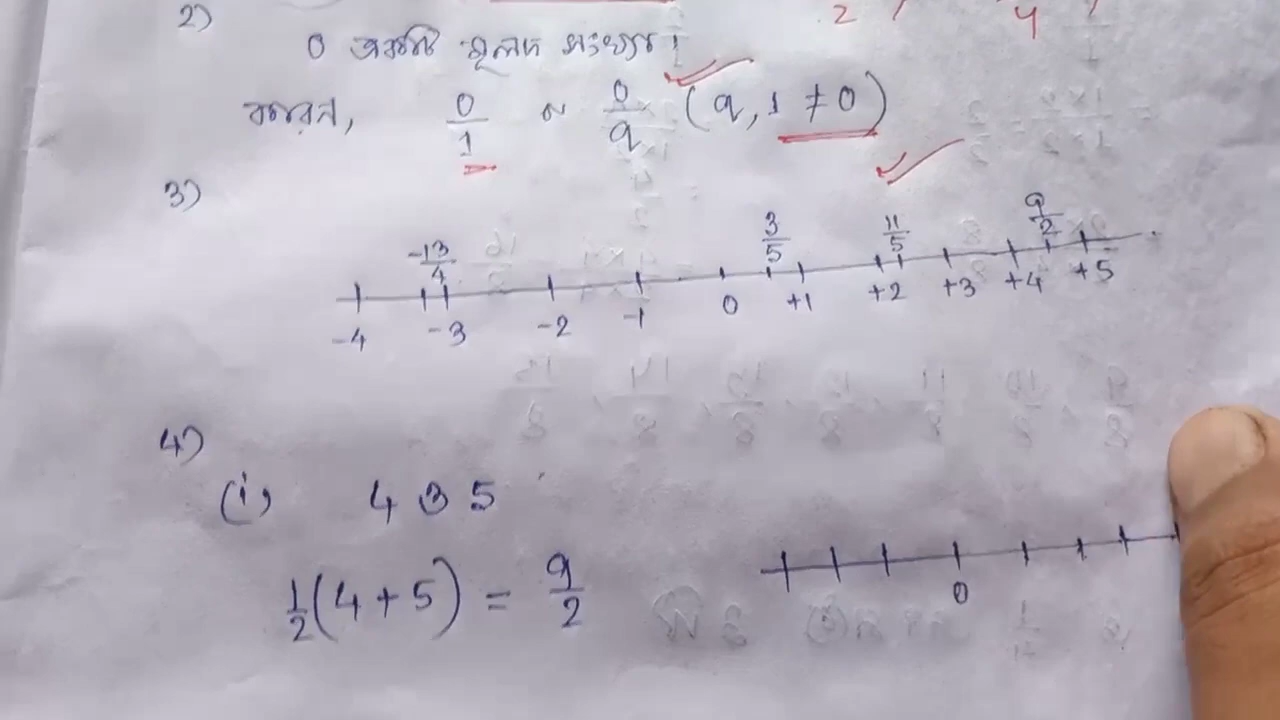 2)
0 একটি মূলদ সংখ্যা।
কারণ, 0/1 বা 0/q (q, 1 ≠ 0)
3)
-13/4 3/5 11/5 9/2
-4 -3 -2 -1 0 +1 +2 +3 +4 +5
4)
(i) 4 ও 5
1/2(4+5) = 9/2
0